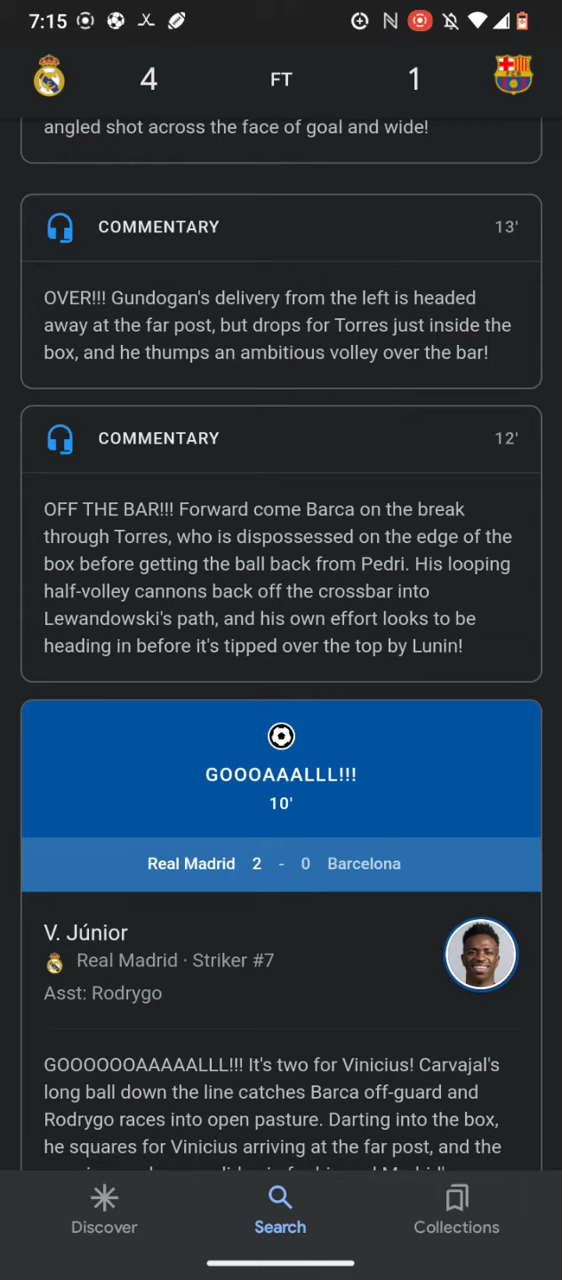 7:15
4 FT 1
angled shot across the face of goal and wide!
COMMENTARY 13'
OVER!!! Gundogan's delivery from the left is headed
away at the far post, but drops for Torres just inside the
box, and he thumps an ambitious volley over the bar!
COMMENTARY 12'
OFF THE BAR!!! Forward come Barca on the break
through Torres, who is dispossessed on the edge of the
box before getting the ball back from Pedri. His looping
half-volley cannons back off the crossbar into
Lewandowski's path, and his own effort looks to be
heading in before it's tipped over the top by Lunin!
GOOOAAALLL!!!
10'
Real Madrid 2 - 0 Barcelona
V. Júnior
Real Madrid · Striker #7
Asst: Rodrygo
GOOOOOOAAAAALLL!!! It's two for Vinicius! Carvajal's
long ball down the line catches Barca off-guard and
Rodrygo races into open pasture. Darting into the box,
he squares for Vinicius arriving at the far post, and the
Discover Search Collections